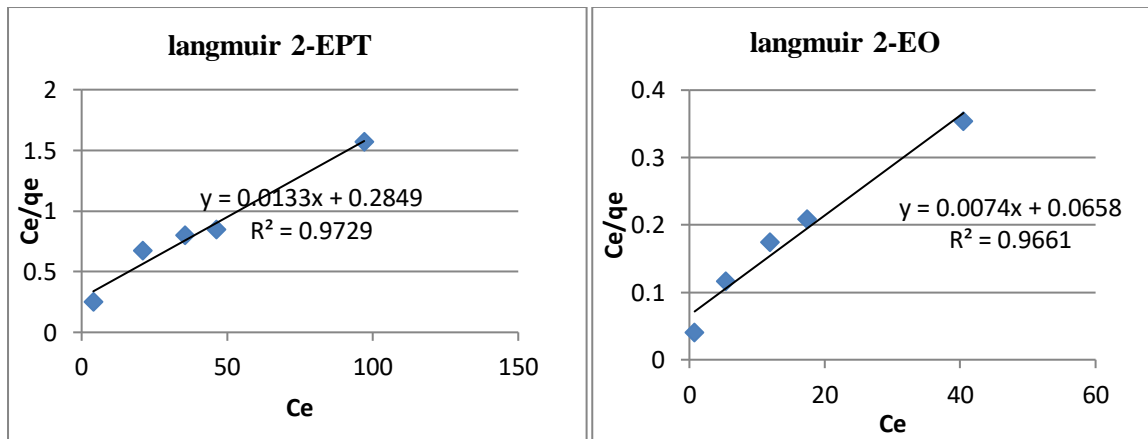 langmuir 2-EPT
2
1.5
1
0.5
0
Ce/qe
y = 0.0133x + 0.2849
R² = 0.9729
0 50 100 150
Ce
langmuir 2-EO
0.4
0.3
0.2
0.1
0
Ce/qe
y = 0.0074x + 0.0658
R² = 0.9661
0 20 40 60
Ce